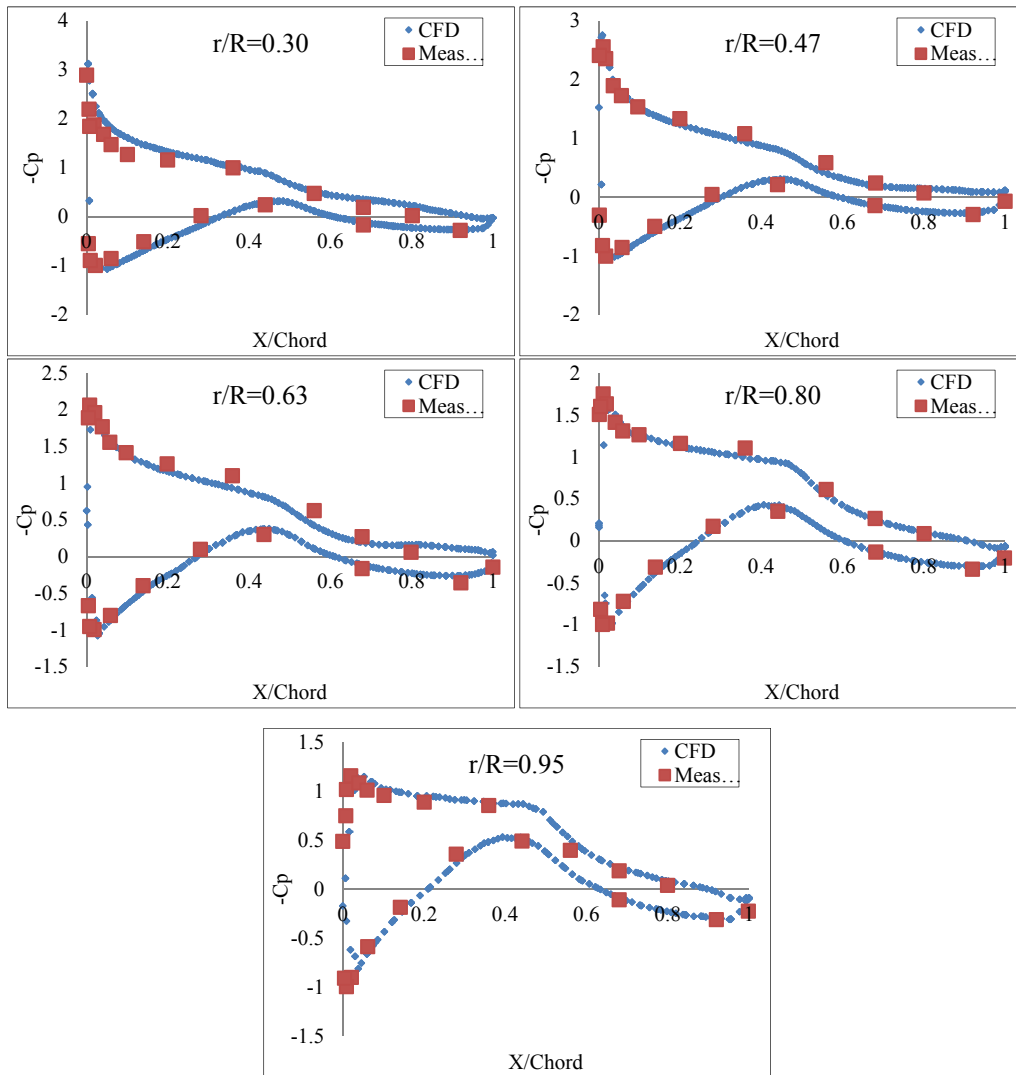 r/R=0.30
CFD
Meas…
4
3
2
1
0
-1
-2
-Cp
0 0.2 0.4 0.6 0.8 1
X/Chord
r/R=0.47
CFD
Meas…
3
2
1
0
-1
-2
-Cp
0 0.2 0.4 0.6 0.8 1
X/Chord
r/R=0.63
CFD
Meas…
2.5
2
1.5
1
0.5
0
-0.5
-1
-1.5
-Cp
0 0.2 0.4 0.6 0.8 1
X/Chord
r/R=0.80
CFD
Meas…
2
1.5
1
0.5
0
-0.5
-1
-1.5
-Cp
0 0.2 0.4 0.6 0.8 1
X/Chord
r/R=0.95
CFD
Meas…
1.5
1
0.5
0
-0.5
-1
-1.5
-Cp
0 0.2 0.4 0.6 0.8 1
X/Chord